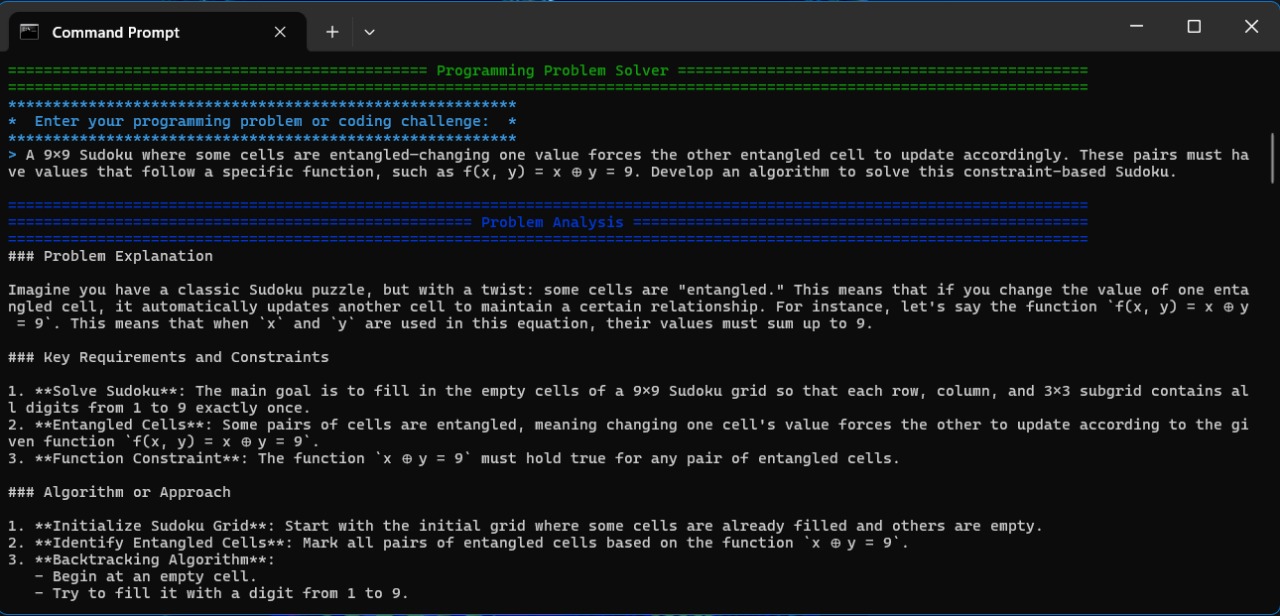 Command Prompt
=============================================== Programming Problem Solver ==============================================
=========================================================================================================================
*********************************************************
*  Enter your programming problem or coding challenge:  *
*********************************************************
> A 9×9 Sudoku where some cells are entangled—changing one value forces the other entangled cell to update accordingly. These pairs must ha
ve values that follow a specific function, such as f(x, y) = x ⊕ y = 9. Develop an algorithm to solve this constraint-based Sudoku.
=========================================================================================================================
==================================================== Problem Analysis ===================================================
=========================================================================================================================
### Problem Explanation
Imagine you have a classic Sudoku puzzle, but with a twist: some cells are "entangled." This means that if you change the value of one enta
ngled cell, it automatically updates another cell to maintain a certain relationship. For instance, let's say the function `f(x, y) = x ⊕ y
 = 9`. This means that when `x` and `y` are used in this equation, their values must sum up to 9.
### Key Requirements and Constraints
1. **Solve Sudoku**: The main goal is to fill in the empty cells of a 9×9 Sudoku grid so that each row, column, and 3×3 subgrid contains al
l digits from 1 to 9 exactly once.
2. **Entangled Cells**: Some pairs of cells are entangled, meaning changing one cell's value forces the other to update according to the gi
ven function `f(x, y) = x ⊕ y = 9`.
3. **Function Constraint**: The function `x ⊕ y = 9` must hold true for any pair of entangled cells.
### Algorithm or Approach
1. **Initialize Sudoku Grid**: Start with the initial grid where some cells are already filled and others are empty.
2. **Identify Entangled Cells**: Mark all pairs of entangled cells based on the function `x ⊕ y = 9`.
3. **Backtracking Algorithm**:
   - Begin at an empty cell.
   - Try to fill it with a digit from 1 to 9.